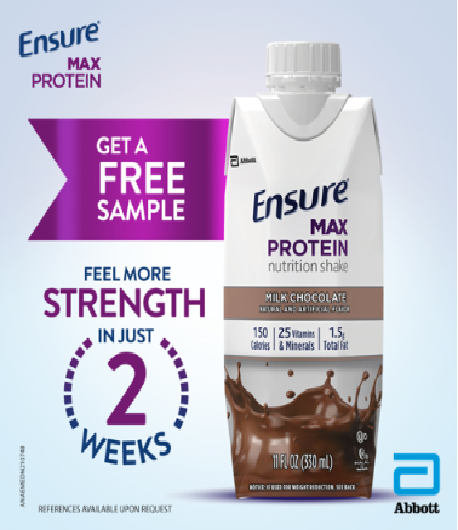 Ensure®
MAX
PROTEIN
GET A
FREE
SAMPLE
FEEL MORE
STRENGTH
IN JUST
2
WEEKS
REFERENCES AVAILABLE UPON REQUEST
Abbott
Ensure®
MAX
PROTEIN
nutrition shake
MILK CHOCOLATE
NATURAL AND ARTIFICIAL FLAVOR
150 Calories
25 Vitamins & Minerals
1.5g Total Fat
11 FL OZ (330 mL)
Abbott